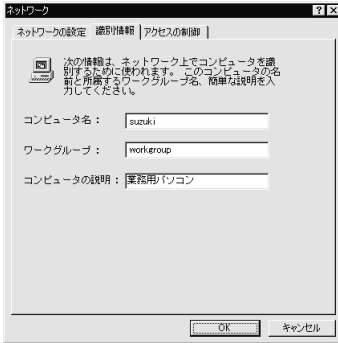 ネットワーク
ネットワークの設定 識別情報 アクセスの制御
次の情報は、ネットワーク上でコンピュータを識
別するために使われます。 このコンピュータの名
前と所属するワークグループ名、簡単な説明を入
力してください。
コンピュータ名： suzuki
ワークグループ： workgroup
コンピュータの説明： 業務用パソコン
OK キャンセル